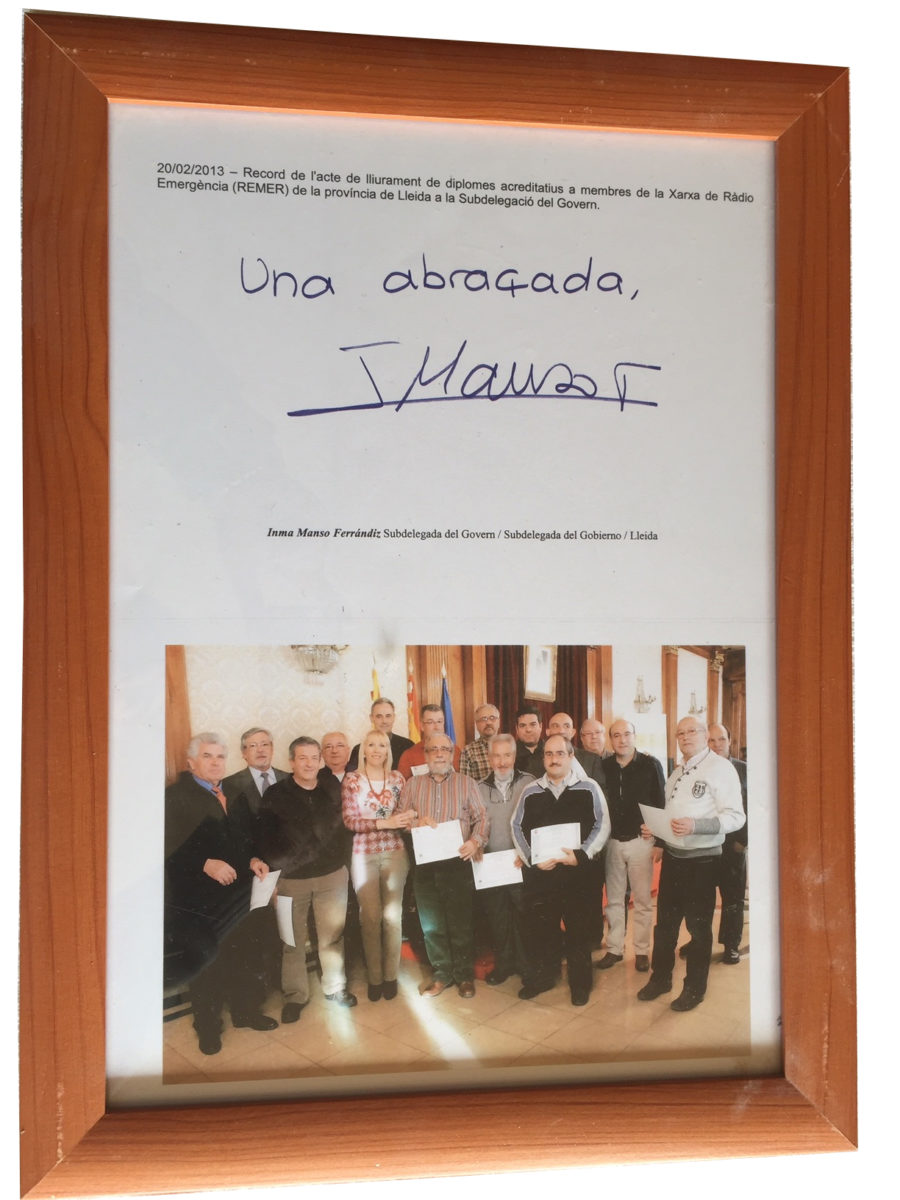 20/02/2013 – Record de l'acte de lliurament de diplomes acreditatius a membres de la Xarxa de Ràdio
Emergència (REMER) de la província de Lleida a la Subdelegació del Govern.
Una abraçada,
I Manso F
Inma Manso Ferrándiz Subdelegada del Govern / Subdelegada del Gobierno / Lleida